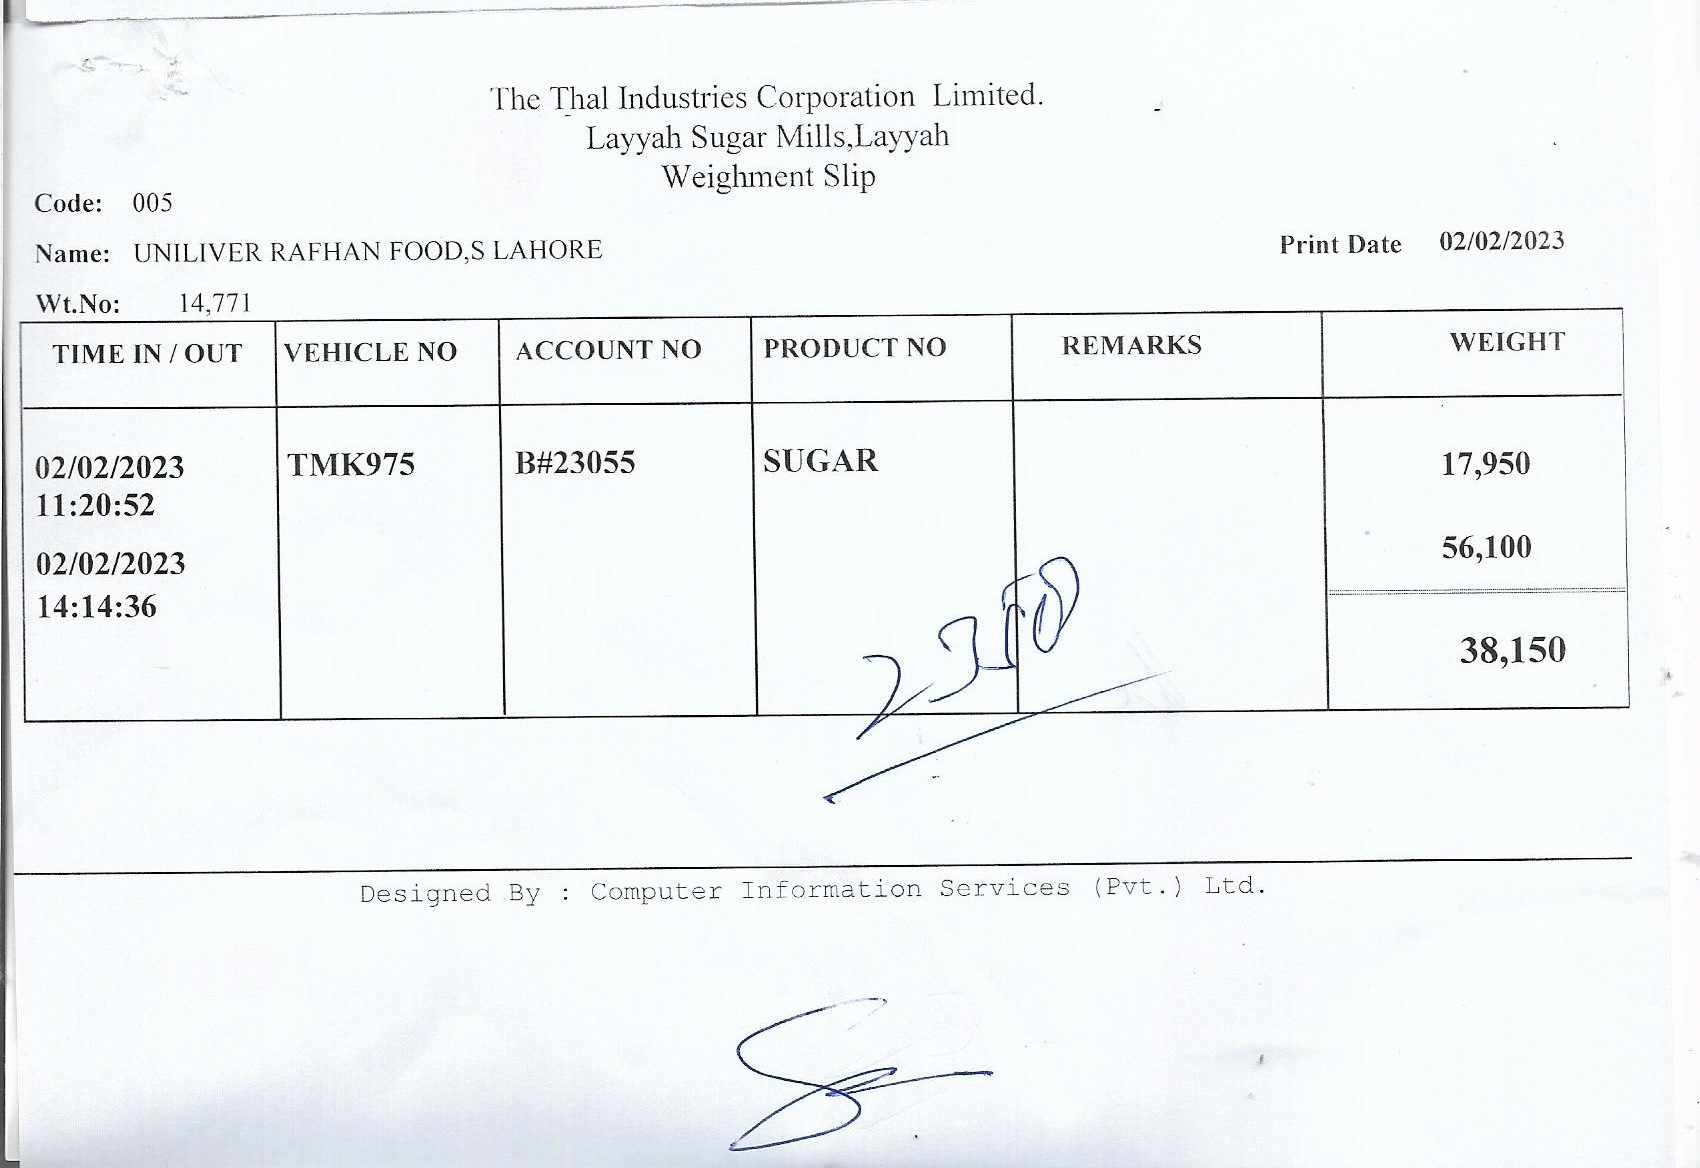 The Thal Industries Corporation Limited.
Layyah Sugar Mills,Layyah
Weighment Slip
Code: 005
Name: UNILIVER RAFHAN FOOD,S LAHORE
Print Date 02/02/2023
Wt.No: 14,771
TIME IN / OUT VEHICLE NO ACCOUNT NO PRODUCT NO REMARKS WEIGHT
02/02/2023 TMK975 B#23055 SUGAR 17,950
11:20:52
02/02/2023 56,100
14:14:36
38,150
Designed By : Computer Information Services (Pvt.) Ltd.